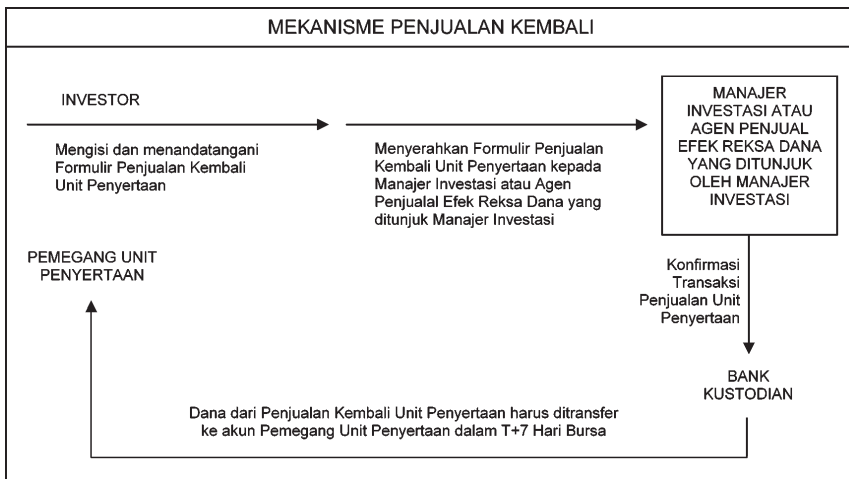 MEKANISME PENJUALAN KEMBALI
INVESTOR
Mengisi dan menandatangani
Formulir Penjualan Kembali
Unit Penyertaan
Menyerahkan Formulir Penjualan
Kembali Unit Penyertaan kepada
Manajer Investasi atau Agen
Penjualal Efek Reksa Dana yang
ditunjuk Manajer Investasi
MANAJER
INVESTASI ATAU
AGEN PENJUAL
EFEK REKSA DANA
YANG DITUNJUK
OLEH MANAJER
INVESTASI
PEMEGANG UNIT
PENYERTAAN
Konfirmasi
Transaksi
Penjualan Unit
Penyertaan
BANK
KUSTODIAN
Dana dari Penjualan Kembali Unit Penyertaan harus ditransfer
ke akun Pemegang Unit Penyertaan dalam T+7 Hari Bursa